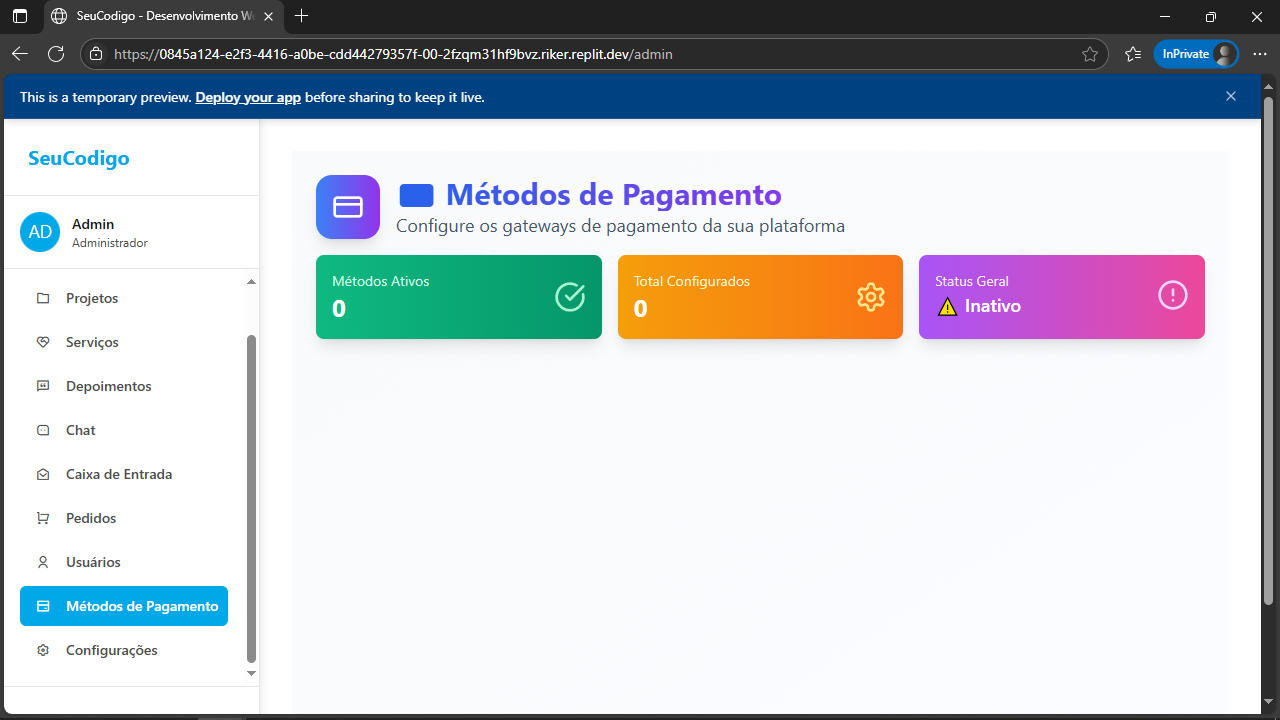 SeuCodigo - Desenvolvimento W
https://0845a124-e2f3-4416-a0be-cdd44279357f-00-2fzqm31hf9bvz.riker.replit.dev/admin
InPrivate
This is a temporary preview. Deploy your app before sharing to keep it live.
SeuCodigo
AD
Admin
Administrador
Projetos
Serviços
Depoimentos
Chat
Caixa de Entrada
Pedidos
Usuários
Métodos de Pagamento
Configurações
Métodos de Pagamento
Configure os gateways de pagamento da sua plataforma
Métodos Ativos
0
Total Configurados
0
Status Geral
⚠️ Inativo